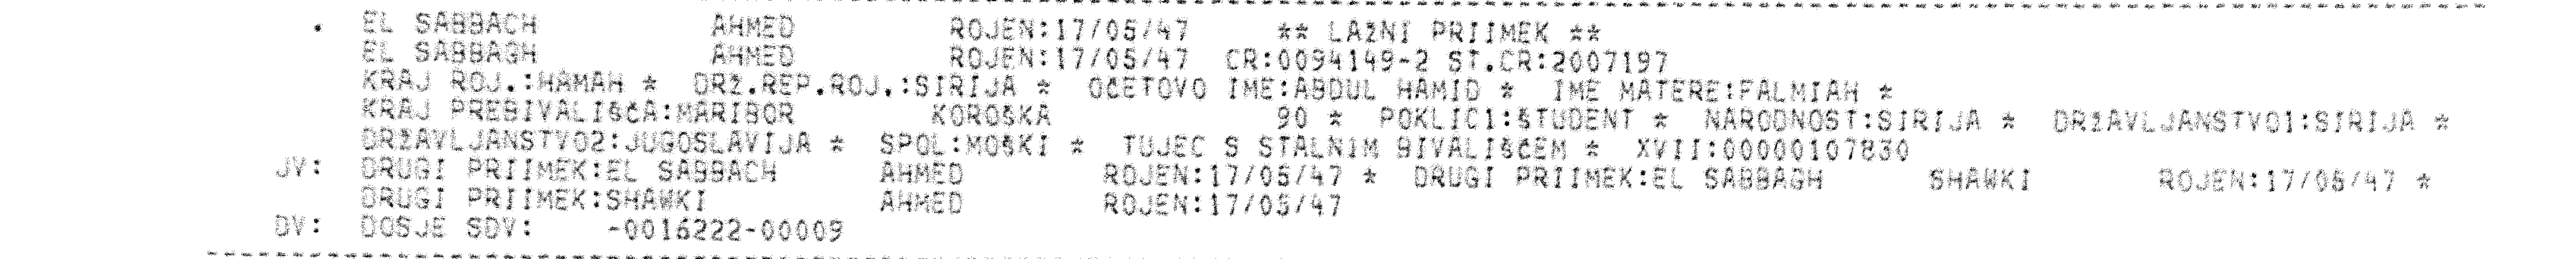 . EL SABBACH AHMED ROJEN:17/05/47 ** LAŽNI PRIIMEK **
EL SABBAGH AHMED ROJEN:17/05/47 CR:0094149-2 ST.CR:2007197
KRAJ ROJ.:HAMAH * DRŽ.REP.ROJ.:SIRIJA * OČETOVO IME:ABDUL HAMID * IME MATERE:FALMIAH *
KRAJ PREBIVALIŠČA:MARIBOR KOROŠKA 90 * POKLIC1:ŠTUDENT * NARODNOST:SIRIJA * DRŽAVLJANSTVO1:SIRIJA *
DRŽAVLJANSTVO2:JUGOSLAVIJA * SPOL:MOŠKI * TUJEC S STALNIM BIVALIŠČEM * XVII:00000107830
JV: DRUGI PRIIMEK:EL SABBACH AHMED ROJEN:17/05/47 * DRUGI PRIIMEK:EL SABBAGH SHAWKI ROJEN:17/05/47 *
DRUGI PRIIMEK:SHAWKI AHMED ROJEN:17/05/47
DV: DOSJE SDV: -0016222-00009